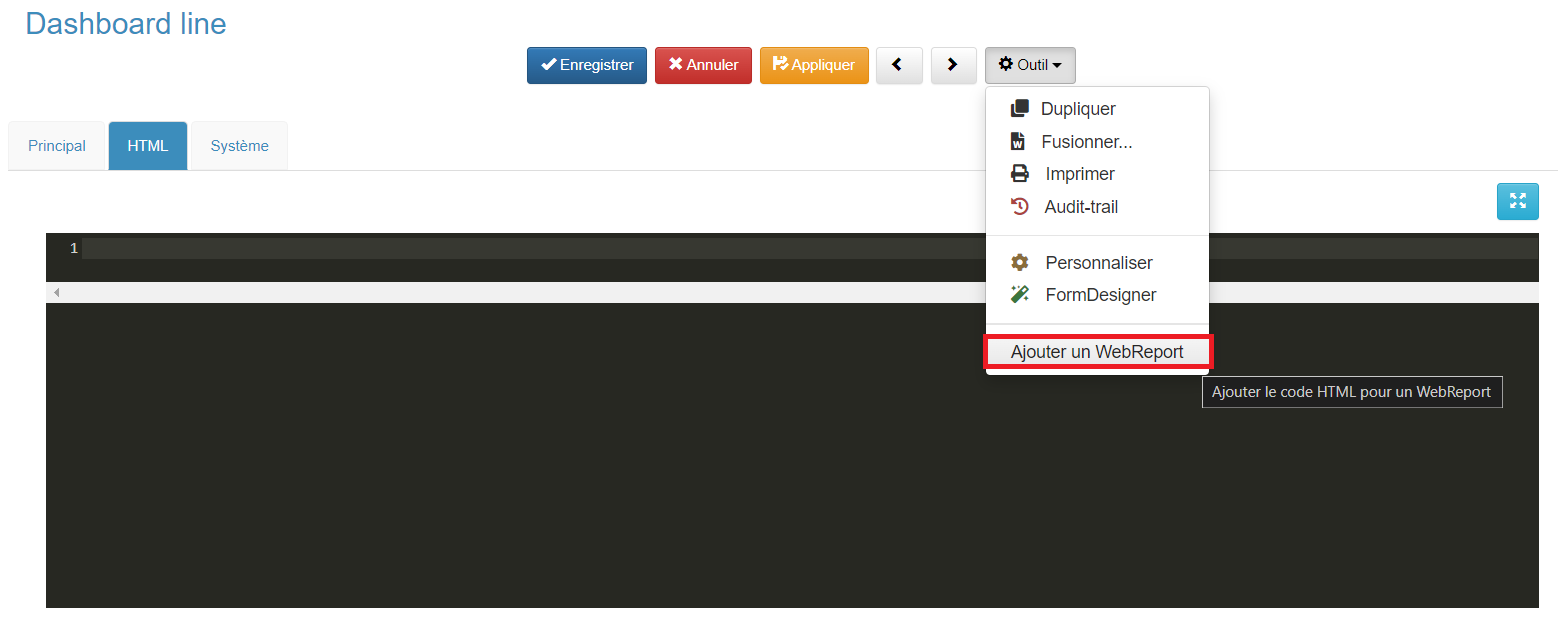 Dashboard line
Enregistrer Annuler Appliquer Outil
Principal HTML Système
Dupliquer
Fusionner...
Imprimer
Audit-trail
1
Personnaliser
FormDesigner
Ajouter un WebReport
Ajouter le code HTML pour un WebReport